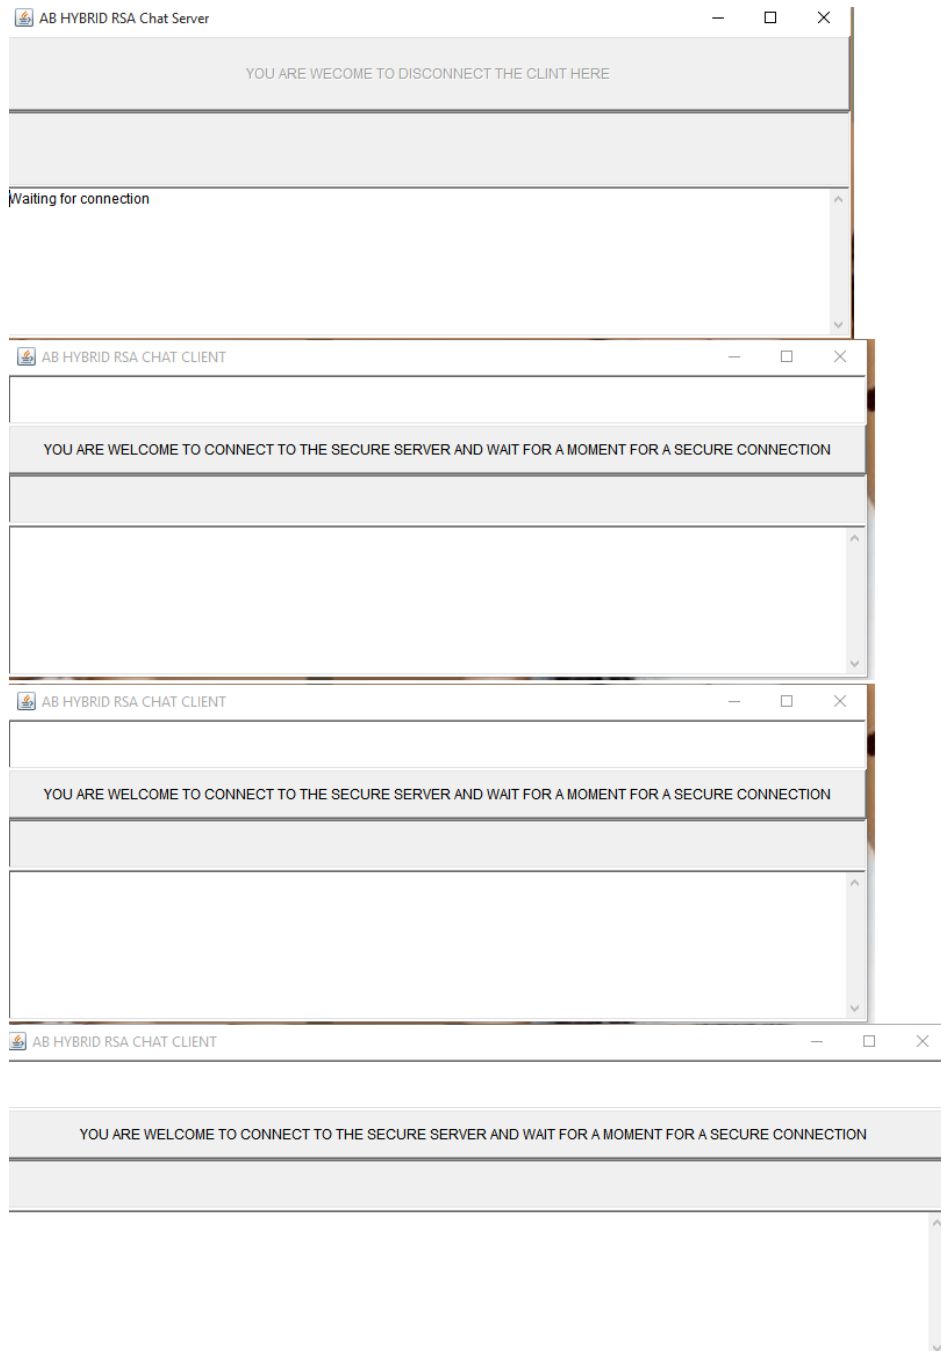 AB HYBRID RSA Chat Server
YOU ARE WECOME TO DISCONNECT THE CLINT HERE
Waiting for connection
AB HYBRID RSA CHAT CLIENT
YOU ARE WELCOME TO CONNECT TO THE SECURE SERVER AND WAIT FOR A MOMENT FOR A SECURE CONNECTION
AB HYBRID RSA CHAT CLIENT
YOU ARE WELCOME TO CONNECT TO THE SECURE SERVER AND WAIT FOR A MOMENT FOR A SECURE CONNECTION
AB HYBRID RSA CHAT CLIENT
YOU ARE WELCOME TO CONNECT TO THE SECURE SERVER AND WAIT FOR A MOMENT FOR A SECURE CONNECTION